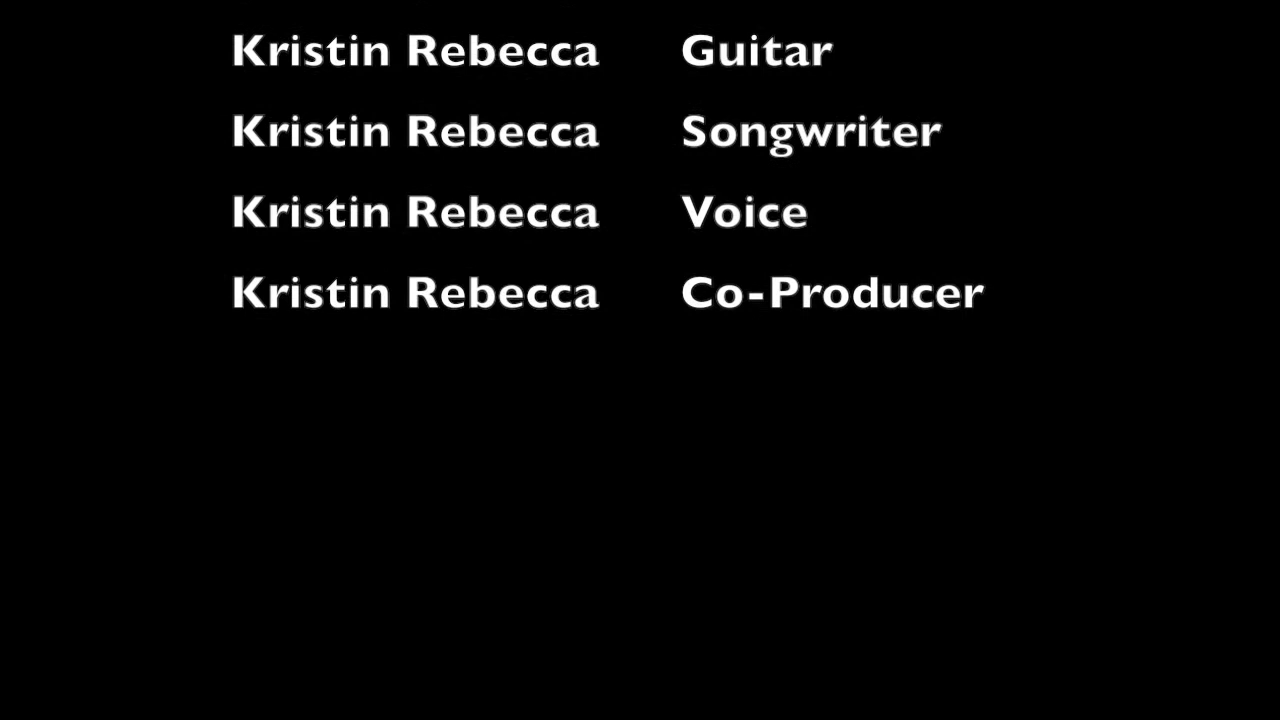 Kristin Rebecca Guitar
Kristin Rebecca Songwriter
Kristin Rebecca Voice
Kristin Rebecca Co-Producer